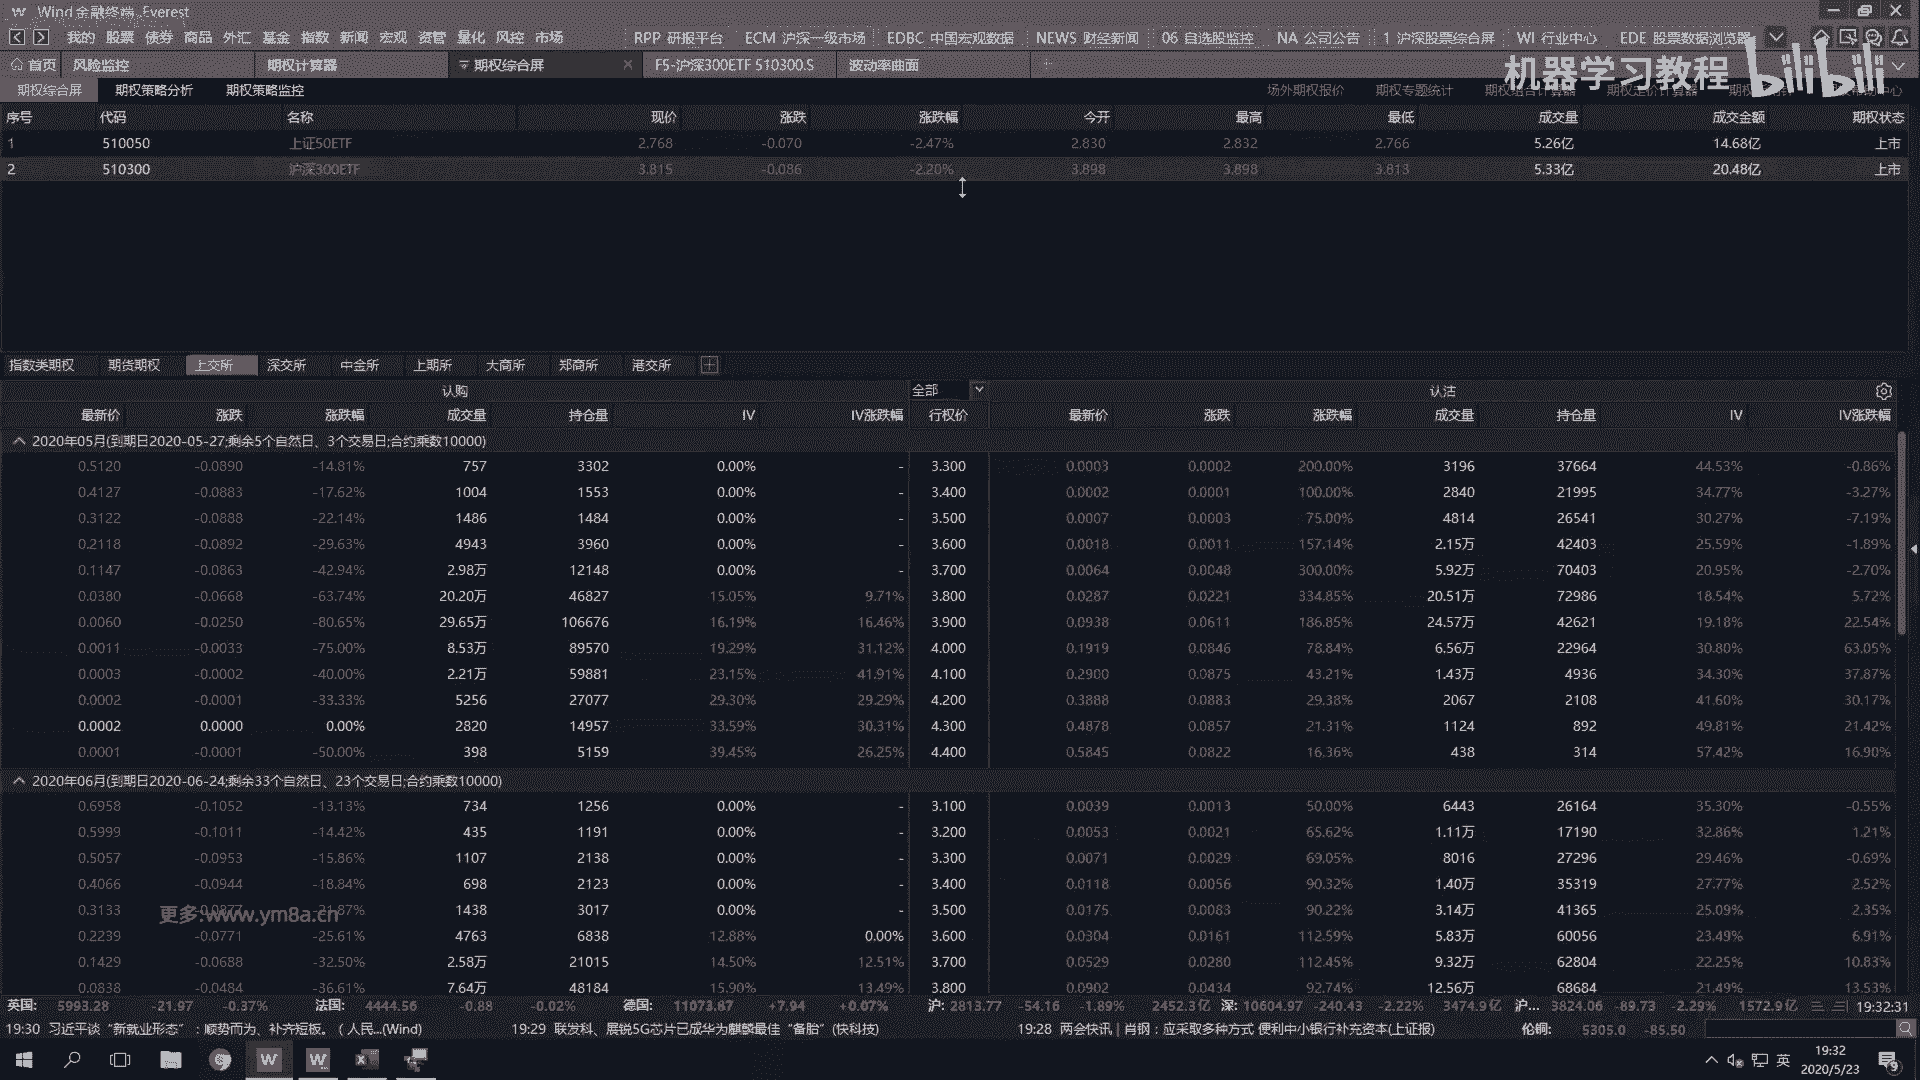 Wind 金融终端 Everest
我的 股票 债券 商品 外汇 基金 指数 新闻 宏观 资管 量化 风控 市场 RPP 研报平台 ECM 沪深一级市场 EDBC 中国宏观数据 NEWS 财经新闻 06 自选股监控 NA 公司公告 1 沪深股票综合屏 WI 行业中心 EDE 股票数据浏览器
首页 风险监控 期权计算器 期权综合屏 F5-沪深300ETF 510300.S 波动率曲面
机器学习教程 bilibili
期权综合屏 期权策略分析 期权策略监控 场外期权报价 期权专题统计
序号 代码 名称 现价 涨跌 涨跌幅 今开 最高 最低 成交量 成交金额 期权状态
1 510050 上证50ETF 2.768 -0.070 -2.47% 2.830 2.832 2.766 5.26亿 14.68亿 上市
2 510300 沪深300ETF 3.815 -0.086 -2.20% 3.898 3.898 3.813 5.33亿 20.48亿 上市
指数类期权 期货期权 上交所 深交所 中金所 上期所 大商所 郑商所 港交所
认购 全部 认沽
最新价 涨跌 涨跌幅 成交量 持仓量 IV IV涨跌幅 行权价 最新价 涨跌 涨跌幅 成交量 持仓量 IV IV涨跌幅
2020年05月(到期日2020-05-27;剩余5个自然日、3个交易日;合约乘数10000)
0.5120 -0.0890 -14.81% 757 3302 0.00% - 3.300 0.0003 0.0002 200.00% 3196 37664 44.53% -0.86%
0.4127 -0.0883 -17.62% 1004 1553 0.00% - 3.400 0.0002 0.0001 100.00% 2840 21995 34.77% -3.27%
0.3122 -0.0888 -22.14% 1486 1484 0.00% - 3.500 0.0007 0.0003 75.00% 4814 26541 30.27% -7.19%
0.2118 -0.0892 -29.63% 4943 3960 0.00% - 3.600 0.0018 0.0011 157.14% 2.15万 42403 25.59% -1.89%
0.1147 -0.0863 -42.94% 2.98万 12148 0.00% - 3.700 0.0064 0.0048 300.00% 5.92万 70403 20.95% -2.70%
0.0380 -0.0668 -63.74% 20.20万 46827 15.05% 9.71% 3.800 0.0287 0.0221 334.85% 20.51万 72986 18.54% 5.72%
0.0060 -0.0250 -80.65% 29.65万 106676 16.19% 16.46% 3.900 0.0938 0.0611 186.85% 24.57万 42621 19.18% 22.54%
0.0011 -0.0033 -75.00% 8.53万 89570 19.29% 31.12% 4.000 0.1919 0.0846 78.84% 6.56万 22964 30.80% 63.05%
0.0003 -0.0002 -40.00% 2.21万 59881 23.15% 41.91% 4.100 0.2900 0.0875 43.21% 1.43万 4936 34.30% 37.87%
0.0002 -0.0001 -33.33% 5256 27077 29.30% 29.29% 4.200 0.3888 0.0883 29.38% 2067 2108 41.60% 30.17%
0.0002 0.0000 0.00% 2820 14957 33.59% 30.31% 4.300 0.4878 0.0857 21.31% 1124 892 49.81% 21.42%
0.0001 -0.0001 -50.00% 398 5159 39.45% 26.25% 4.400 0.5845 0.0822 16.36% 438 314 57.42% 16.90%
2020年06月(到期日2020-06-24;剩余33个自然日、23个交易日;合约乘数10000)
0.6958 -0.1052 -13.13% 734 1256 0.00% - 3.100 0.0039 0.0013 50.00% 6443 26164 35.30% -0.55%
0.5999 -0.1011 -14.42% 435 1191 0.00% - 3.200 0.0053 0.0021 65.62% 1.11万 17190 32.86% 1.21%
0.5057 -0.0953 -15.86% 1107 2138 0.00% - 3.300 0.0071 0.0029 69.05% 8016 27296 29.46% -0.69%
0.4066 -0.0944 -18.84% 698 2123 0.00% - 3.400 0.0118 0.0056 90.32% 1.40万 35319 27.77% 2.52%
0.3133 -0.0877 -21.87% 1438 3017 0.00% - 3.500 0.0175 0.0083 90.22% 3.14万 41365 25.09% 2.35%
更多:www.ym8a.cn
0.2239 -0.0771 -25.61% 4763 6838 12.88% 0.00% 3.600 0.0304 0.0161 112.59% 5.83万 60056 23.49% 6.91%
0.1429 -0.0688 -32.50% 2.58万 21015 14.50% 12.51% 3.700 0.0529 0.0280 112.45% 9.32万 62804 22.25% 10.83%
0.0838 -0.0484 -36.61% 7.64万 48184 15.90% 13.49% 3.800 0.0902 0.0434 92.74% 12.56万 68684 21.49% 13.53%
英国: 5993.28 -21.97 -0.37% 法国: 4444.56 -0.88 -0.02% 德国: 11073.87 +7.94 +0.07% 沪: 2813.77 -54.16 -1.89% 2452.3亿 深: 10604.97 -240.43 -2.22% 3474.9亿 沪... 3824.06 -89.73 -2.29% 1572.9亿 19:32:31
19:30 习近平谈“新就业形态”：顺势而为、补齐短板。（人民...(Wind) 19:29 联发科、展锐5G芯片已成华为麒麟最佳“备胎”(快科技) 19:28 两会快讯｜肖钢：应采取多种方式 便利中小银行补充资本(上证报) 伦铜: 5305.0 -85.50
英 19:32
2020/5/23